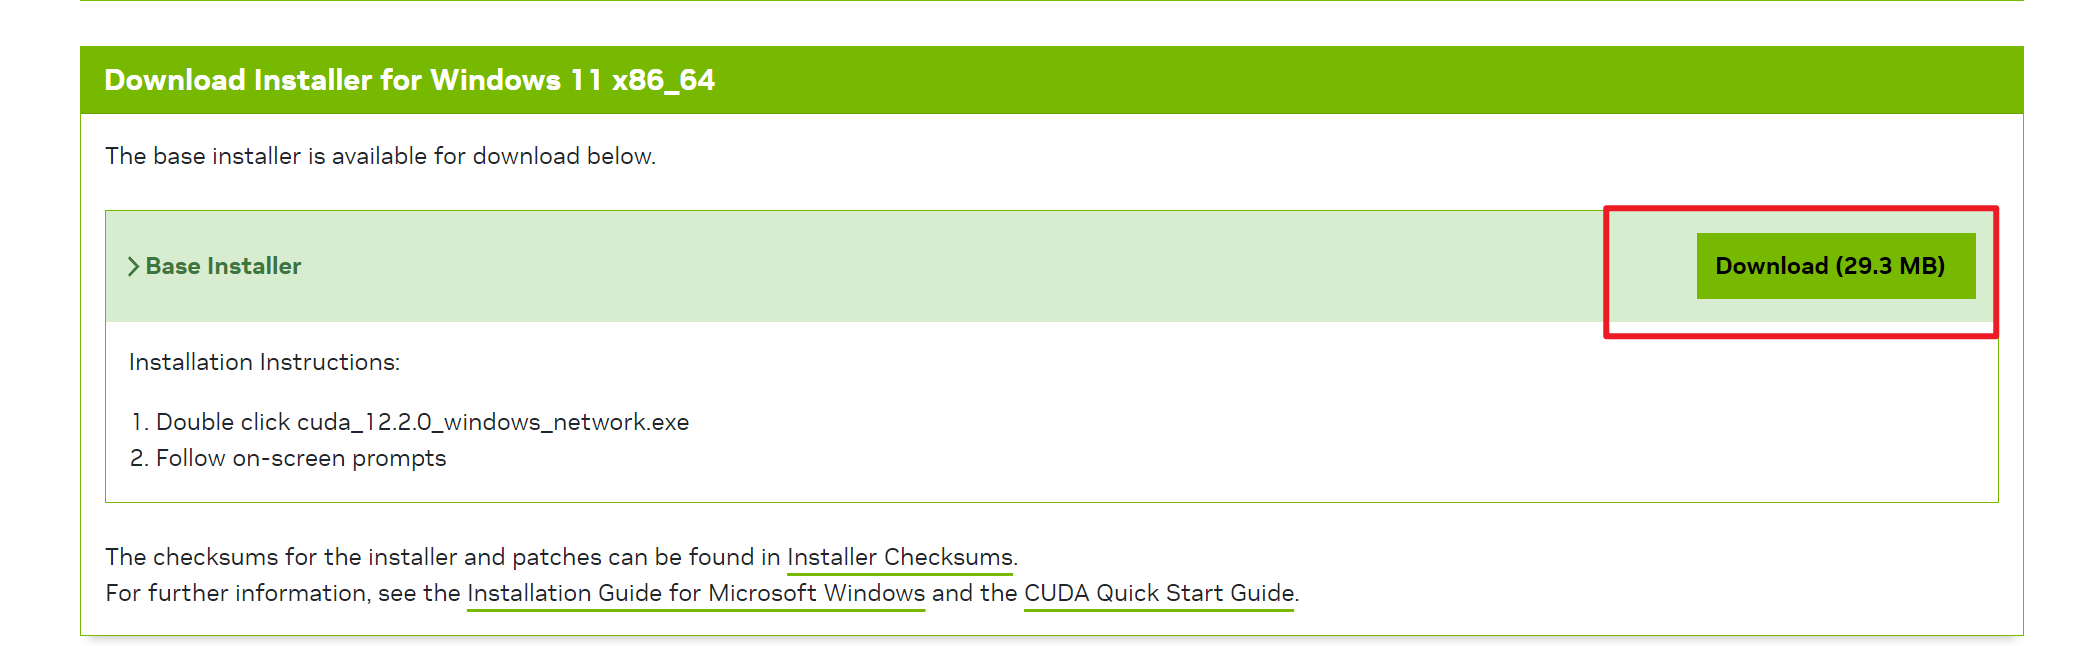 Download Installer for Windows 11 x86_64
The base installer is available for download below.
Base Installer
Download (29.3 MB)
Installation Instructions:
1. Double click cuda_12.2.0_windows_network.exe
2. Follow on-screen prompts
The checksums for the installer and patches can be found in Installer Checksums.
For further information, see the Installation Guide for Microsoft Windows and the CUDA Quick Start Guide.